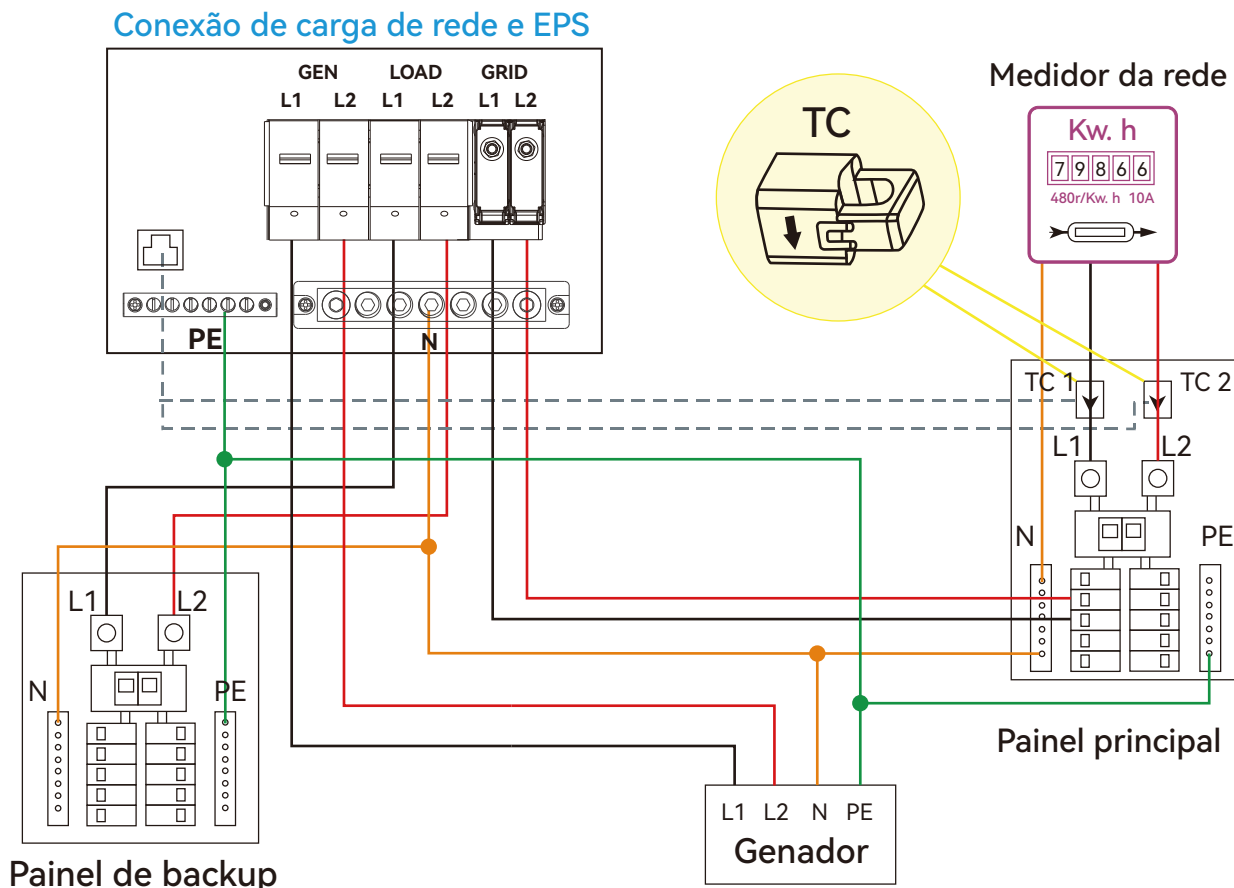 Conexão de carga de rede e EPS
GEN LOAD GRID
L1 L2 L1 L2 L1 L2
PE
N
TC
Medidor da rede
Kw. h
79866
480r/Kw. h 10A
TC 1
TC 2
L1
L2
N
PE
Painel principal
L1
L2
N
PE
Painel de backup
L1 L2 N PE
Genador